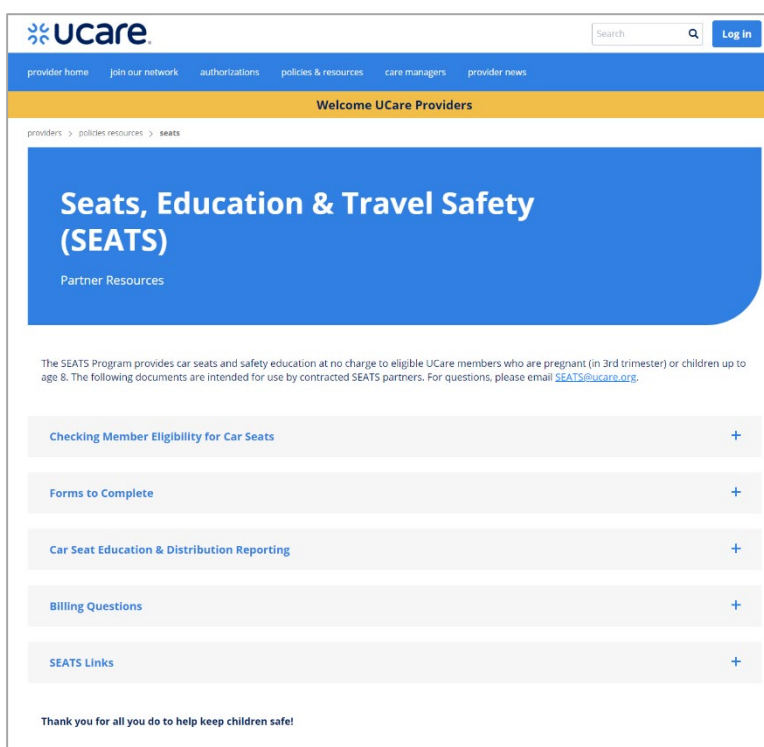 ucare
Search
Log in
provider home join our network authorizations policies & resources care managers provider news
Welcome UCare Providers
providers > policies resources > seats
Seats, Education & Travel Safety
(SEATS)
Partner Resources
The SEATS Program provides car seats and safety education at no charge to eligible UCare members who are pregnant (in 3rd trimester) or children up to
age 8. The following documents are intended for use by contracted SEATS partners. For questions, please email SEATS@ucare.org.
Checking Member Eligibility for Car Seats +
Forms to Complete +
Car Seat Education & Distribution Reporting +
Billing Questions +
SEATS Links +
Thank you for all you do to help keep children safe!